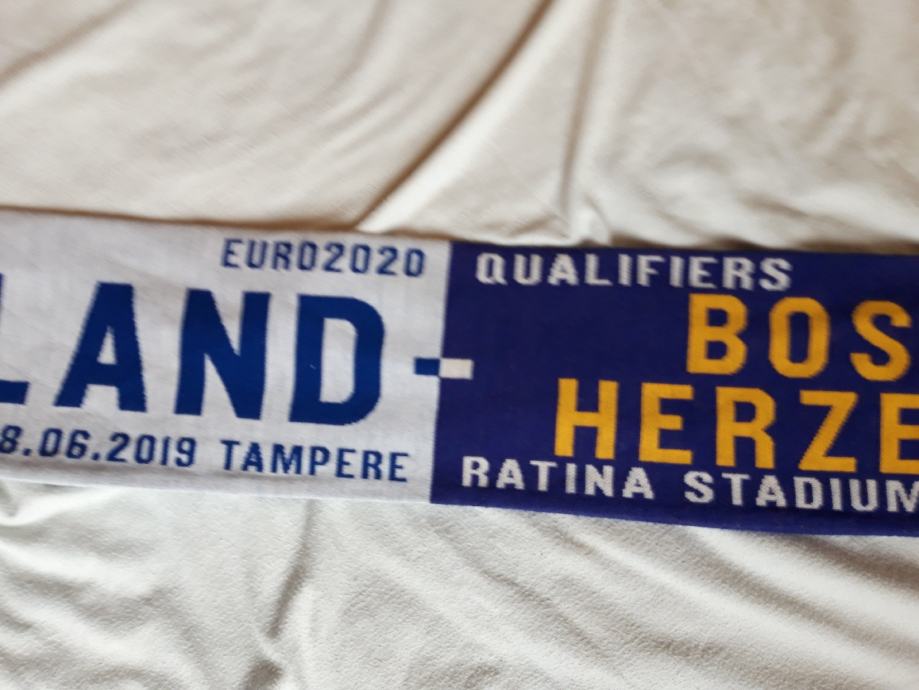 EURO2020 QUALIFIERS
LAND - BOS
HERZE
8.06.2019 TAMPERE RATINA STADIUM